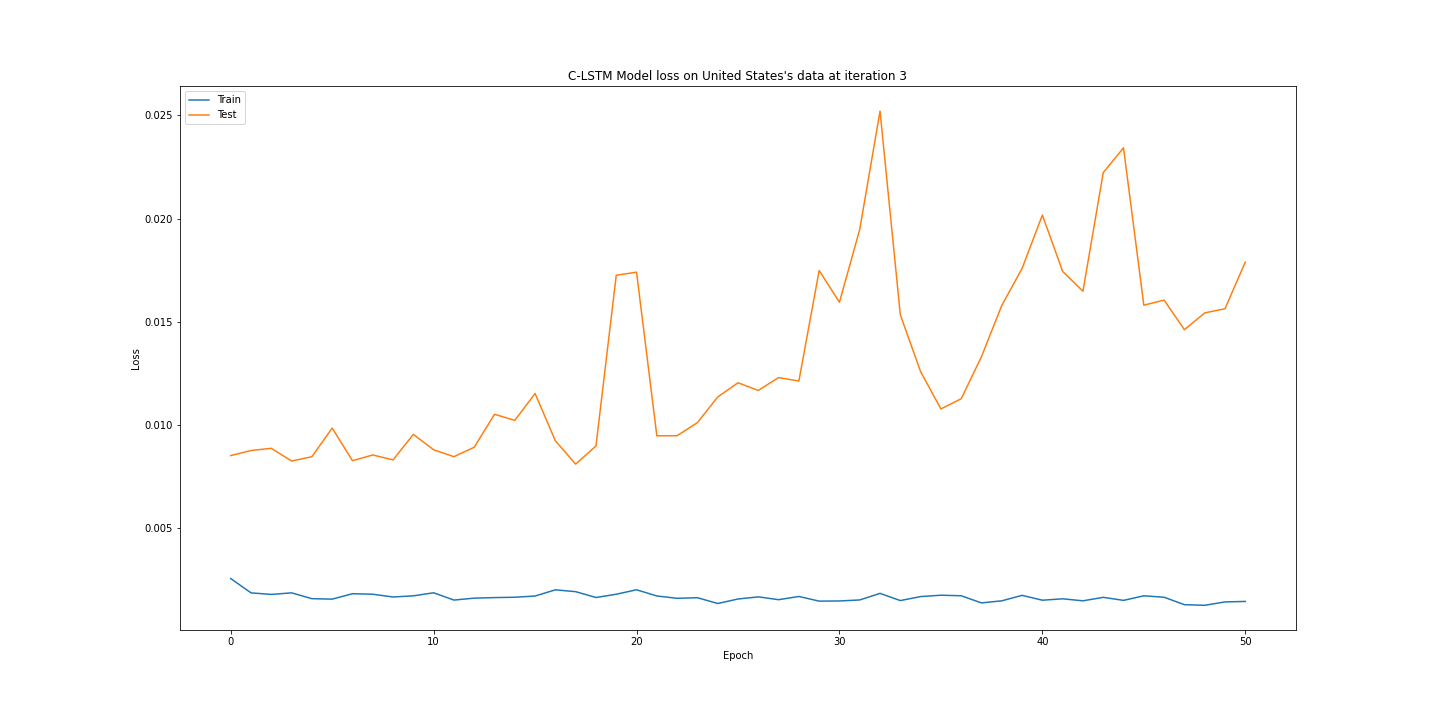 C-LSTM Model loss on United States's data at iteration 3
Train
Test
0.025
0.020
0.015
0.010
0.005
Loss
0 10 20 30 40 50
Epoch